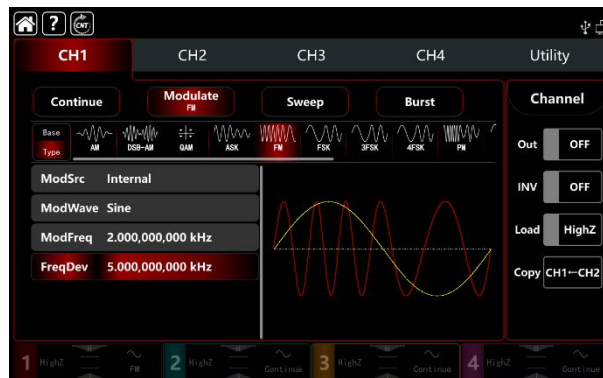 ? CNT
CH1 CH2 CH3 CH4 Utility
Continue Modulate Sweep Burst Channel
FM
Base
Type AM DSB-AM QAM ASK FM FSK 3FSK 4FSK PM
Out OFF
ModSrc Internal
INV OFF
ModWave Sine
ModFreq 2.000,000,000 kHz
Load HighZ
FreqDev 5.000,000,000 kHz
Copy CH1←CH2
1 HighZ FM 2 HighZ Continue 3 HighZ Continue 4 HighZ Continue